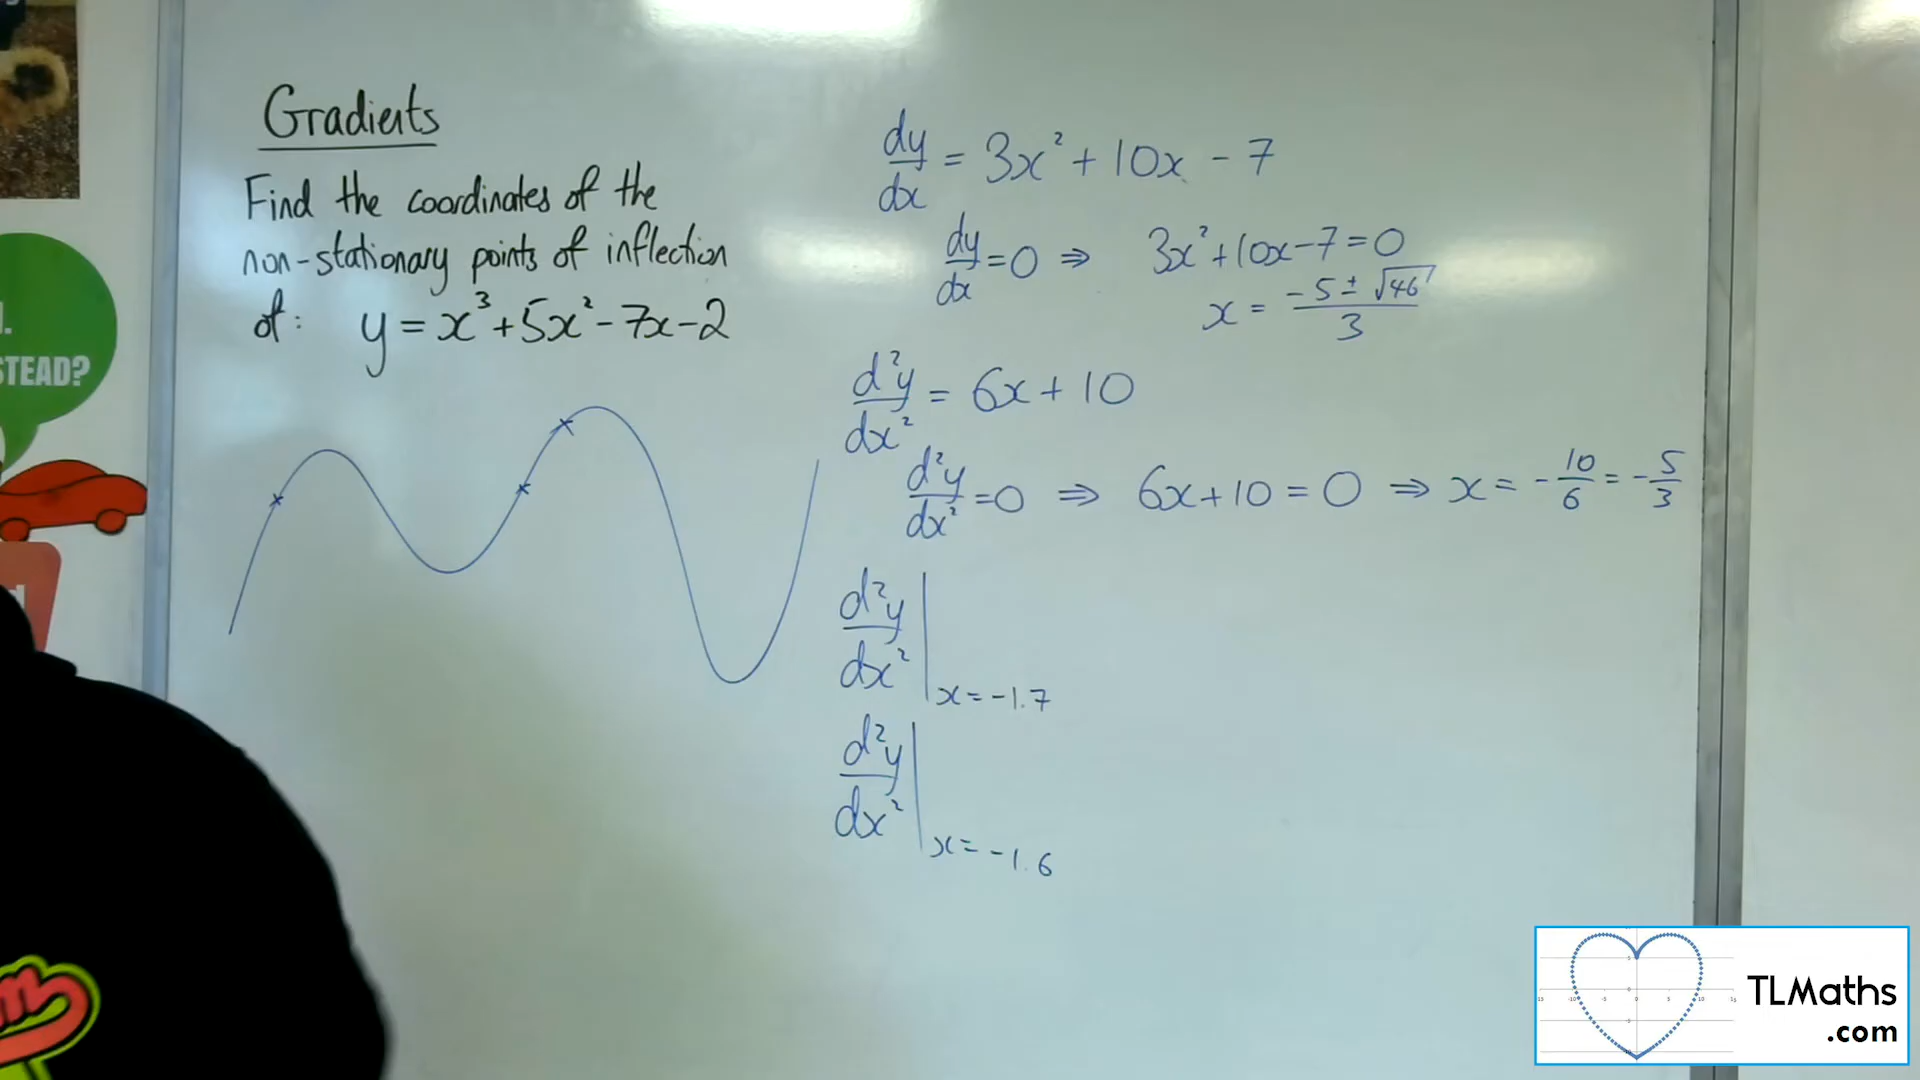 Gradients
Find the coordinates of the
non-stationary points of inflection
of: y = x³ + 5x² - 7x - 2
dy/dx = 3x² + 10x - 7
dy/dx = 0 ⇒ 3x² + 10x - 7 = 0
x = (-5 ± √46)/3
d²y/dx² = 6x + 10
d²y/dx² = 0 ⇒ 6x + 10 = 0 ⇒ x = -10/6 = -5/3
d²y/dx² | x = -1.7
d²y/dx² | x = -1.6
STEAD?
TLMaths
.com